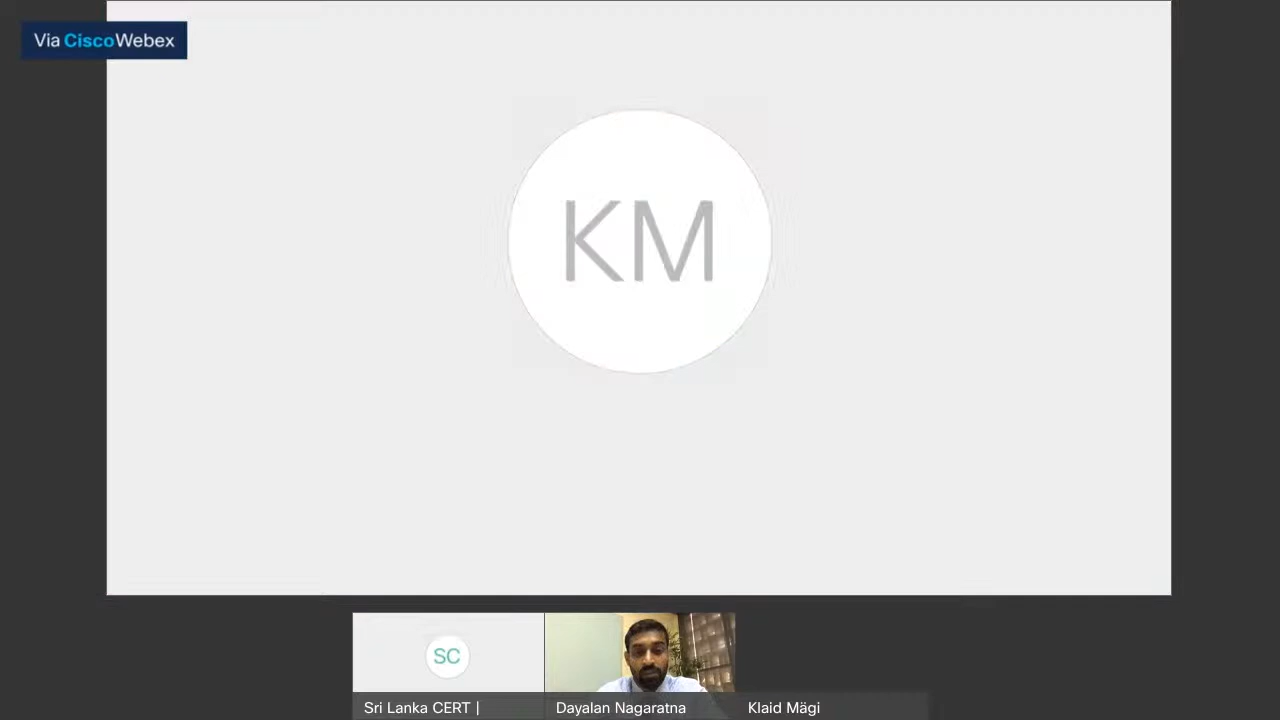 Via CiscoWebex
KM
SC
Sri Lanka CERT |
Dayalan Nagaratna
Klaid Mägi